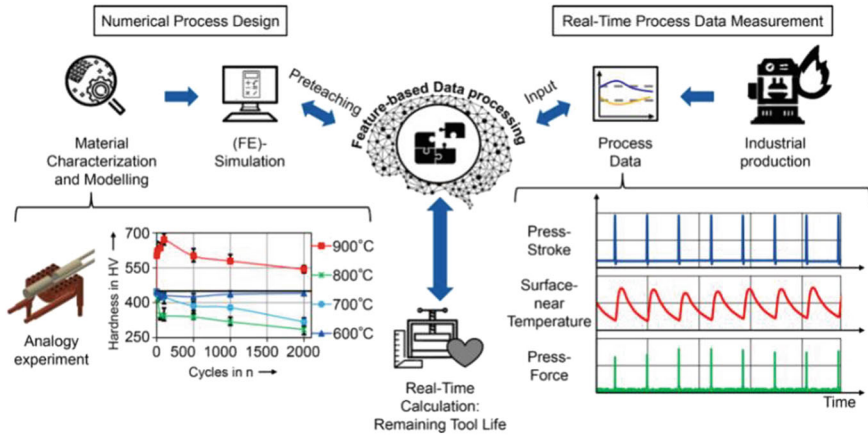 Numerical Process Design
Real-Time Process Data Measurement
Material
Characterization
and Modelling
(FE)-
Simulation
Preteaching
Feature-based Data processing
Input
Process
Data
Industrial
production
Analogy
experiment
Hardness in HV
700
550
400
250
0
500
1000
1500
2000
Cycles in n
900°C
800°C
700°C
600°C
Real-Time
Calculation:
Remaining Tool Life
Press-
Stroke
Surface-
near
Temperature
Press-
Force
Time